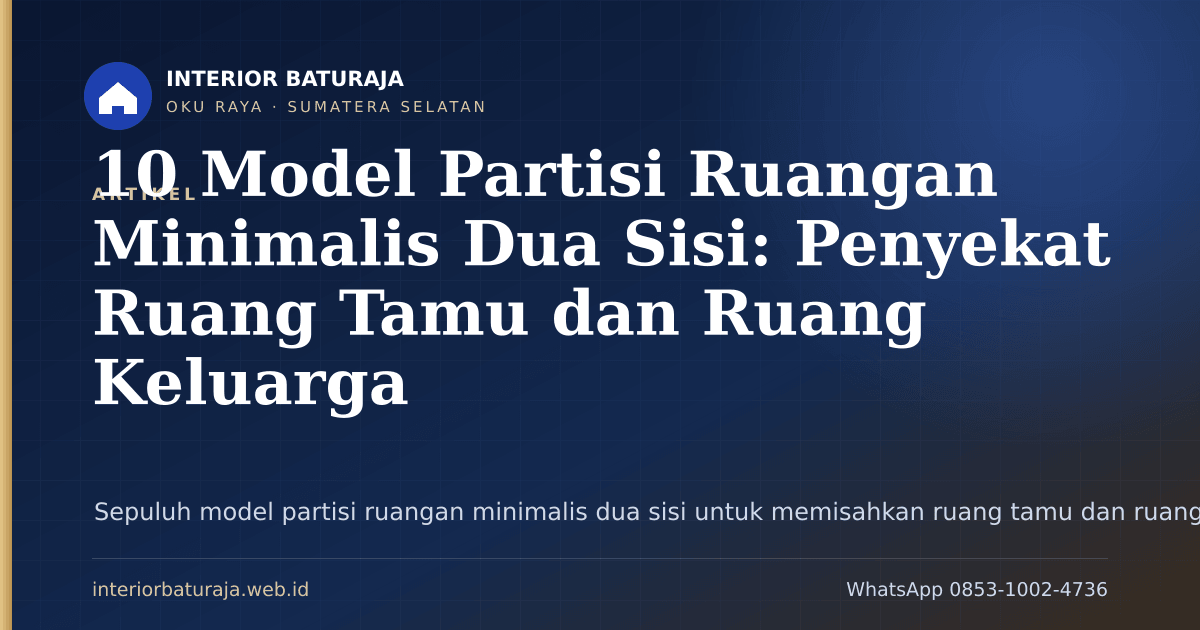 INTERIOR BATURAJA
OKU RAYA · SUMATERA SELATAN
ARTIKEL
10 Model Partisi Ruangan
Minimalis Dua Sisi: Penyekat
Ruang Tamu dan Ruang
Keluarga
Sepuluh model partisi ruangan minimalis dua sisi untuk memisahkan ruang tamu dan ruang
interiorbaturaja.web.id
WhatsApp 0853-1002-4736